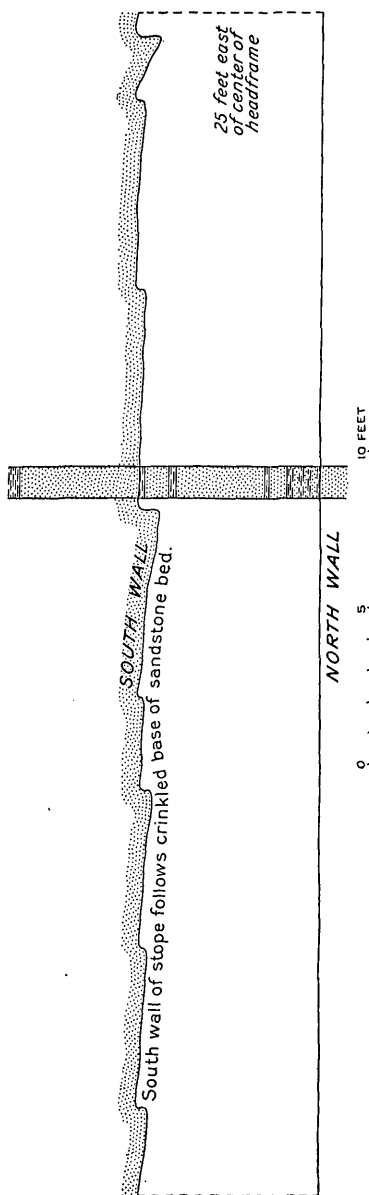 25 feet east
of center of
headframe
SOUTH WALL
South wall of stope follows crinkled base of sandstone bed.
NORTH WALL
0 5 10 FEET